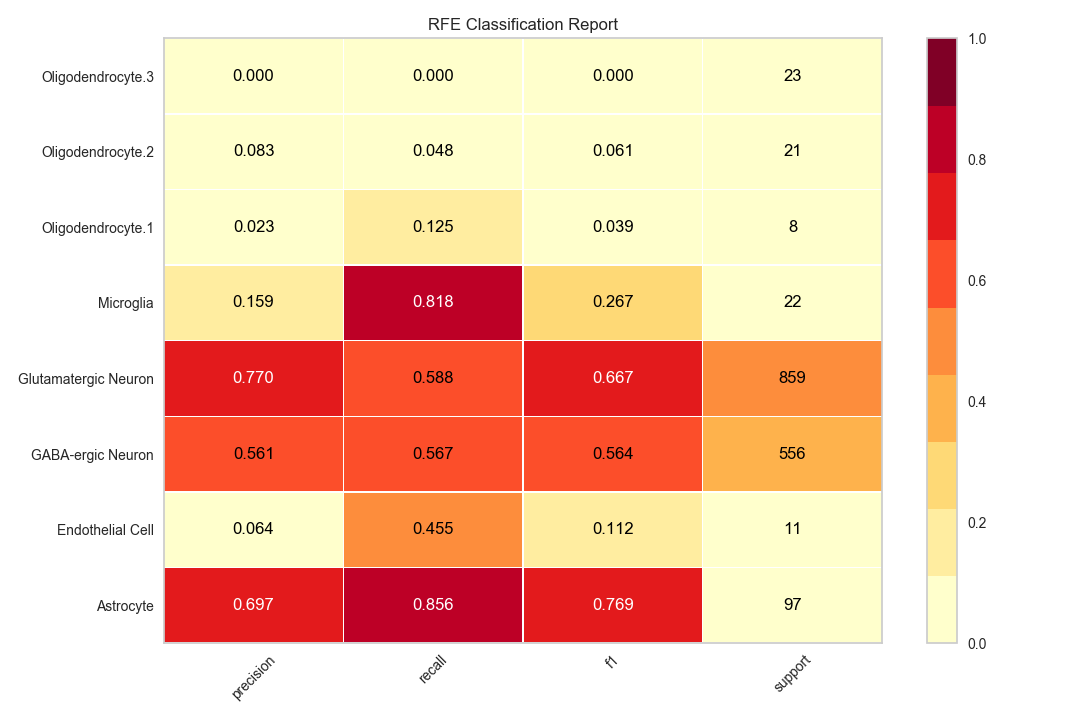 RFE Classification Report
Oligodendrocyte.3 0.000 0.000 0.000 23
Oligodendrocyte.2 0.083 0.048 0.061 21
Oligodendrocyte.1 0.023 0.125 0.039 8
Microglia 0.159 0.818 0.267 22
Glutamatergic Neuron 0.770 0.588 0.667 859
GABA-ergic Neuron 0.561 0.567 0.564 556
Endothelial Cell 0.064 0.455 0.112 11
Astrocyte 0.697 0.856 0.769 97
precision recall f1 support
1.0
0.8
0.6
0.4
0.2
0.0